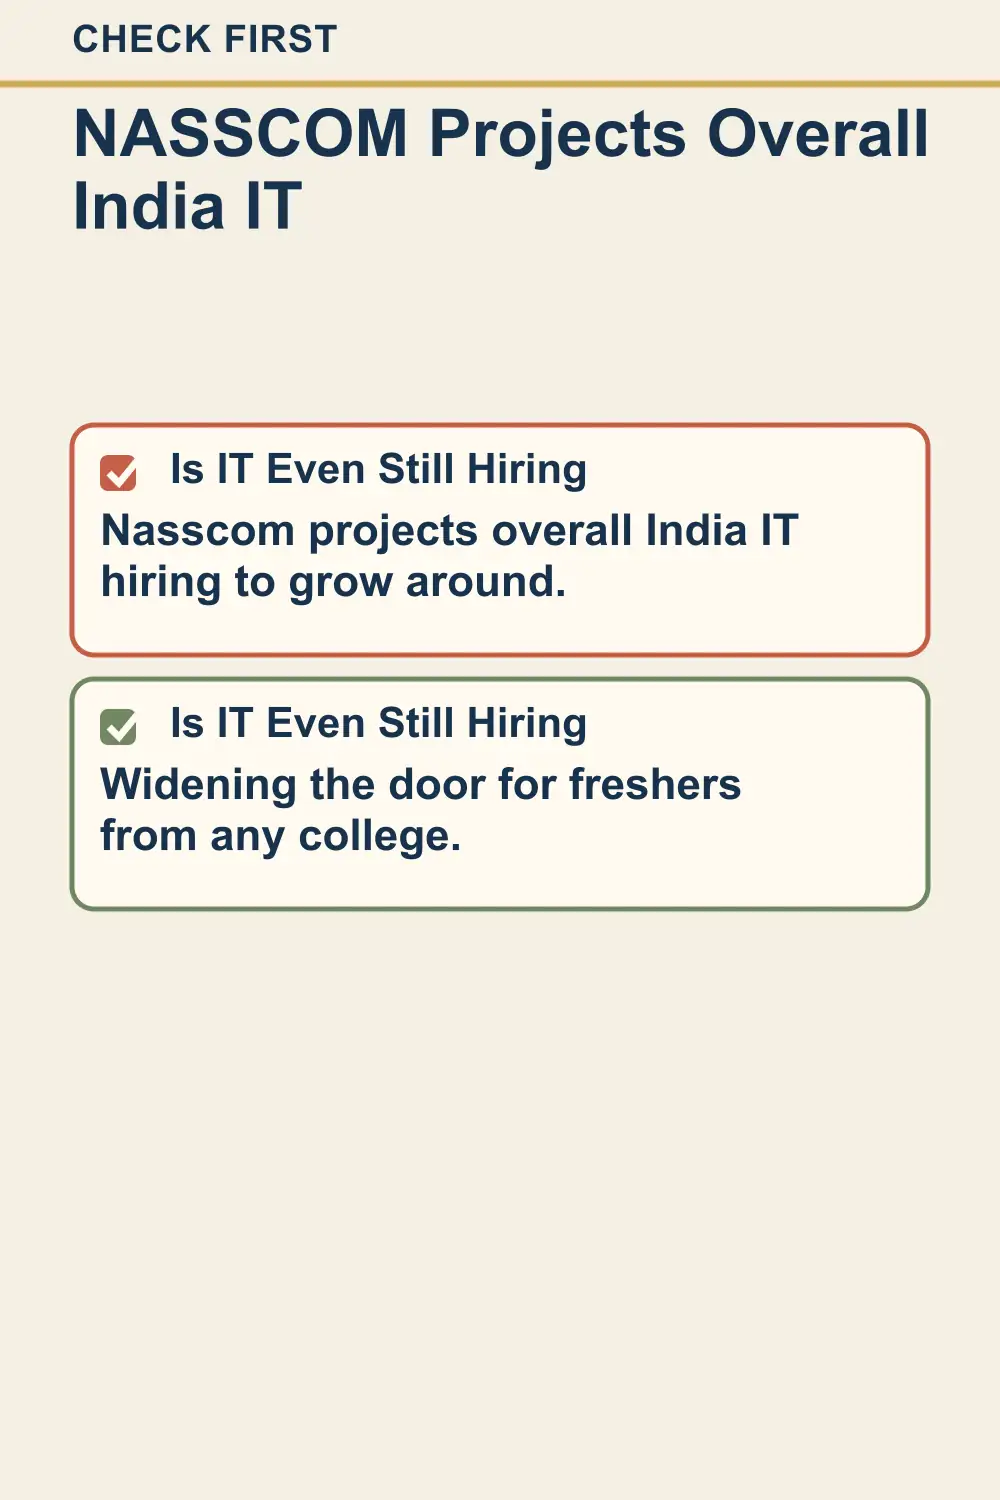 CHECK FIRST
NASSCOM Projects Overall
India IT
Is IT Even Still Hiring
Nasscom projects overall India IT
hiring to grow around.
Is IT Even Still Hiring
Widening the door for freshers
from any college.